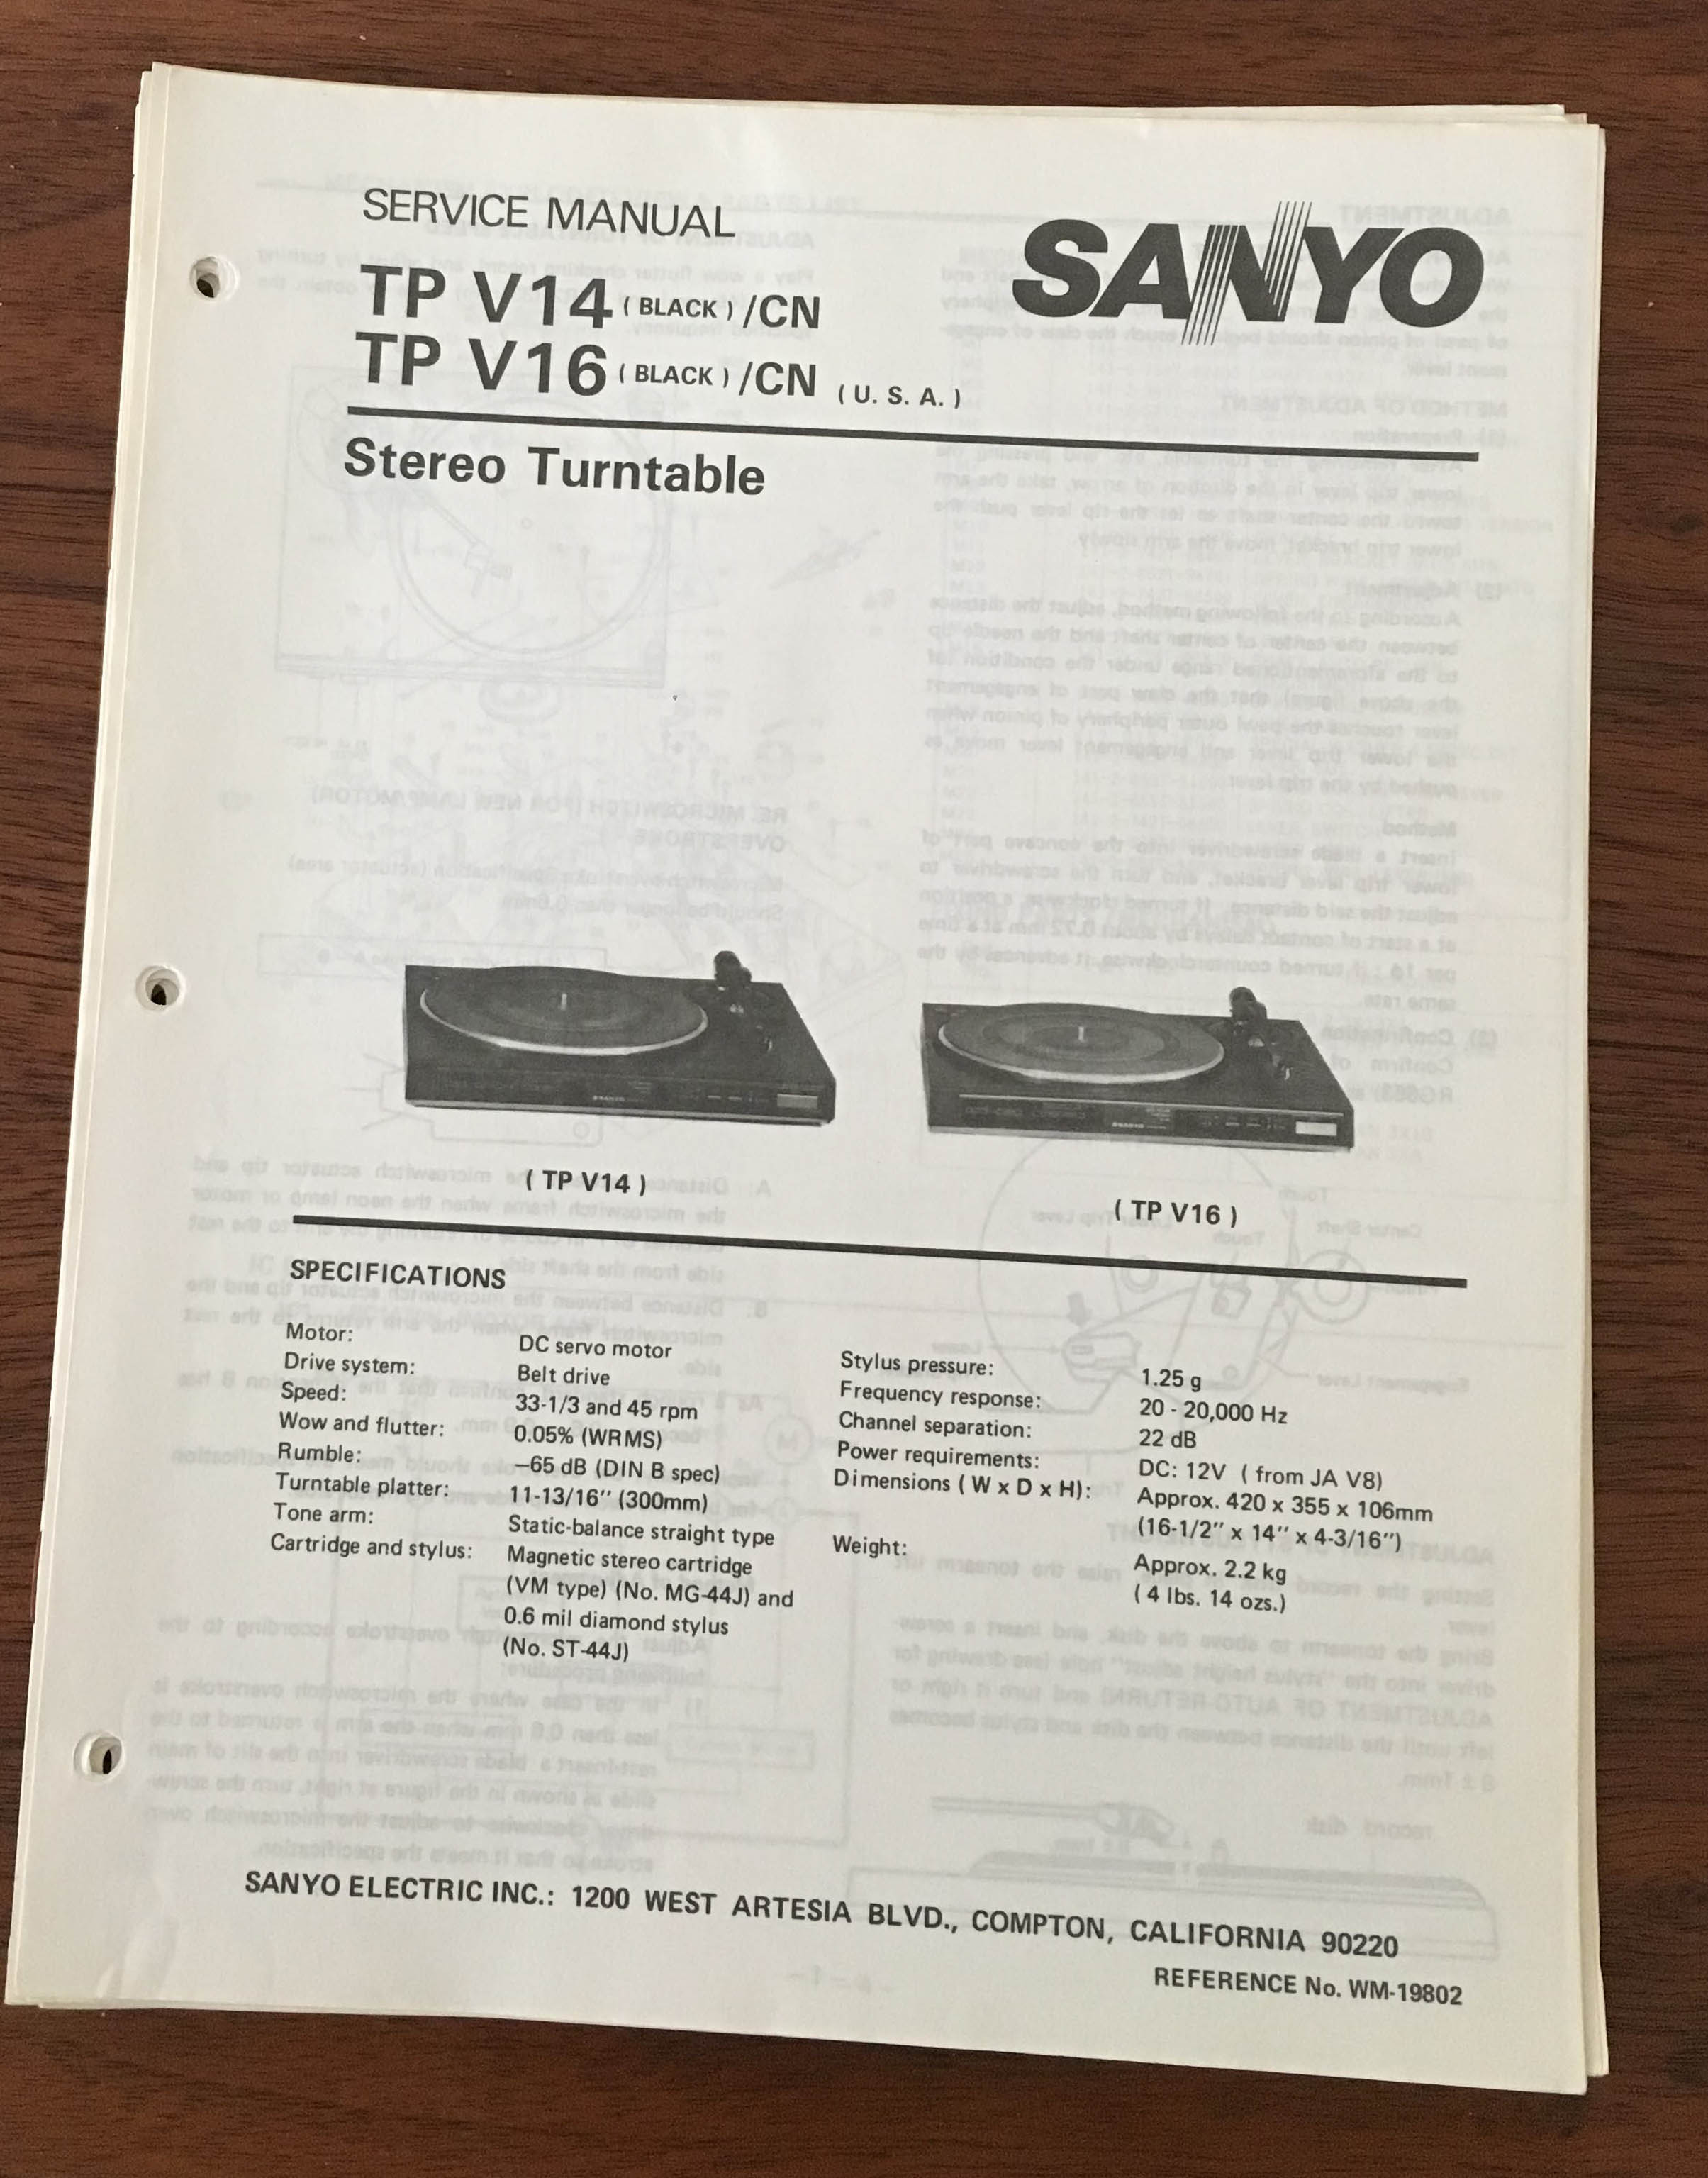 SERVICE MANUAL
SANYO
TP V14 ( BLACK ) /CN
TP V16 ( BLACK ) /CN ( U. S. A. )
Stereo Turntable
( TP V14 )
( TP V16 )
SPECIFICATIONS
Motor: DC servo motor
Drive system: Belt drive
Speed: 33-1/3 and 45 rpm
Wow and flutter: 0.05% (WRMS)
Rumble: —65 dB (DIN B spec)
Turntable platter: 11-13/16" (300mm)
Tone arm: Static-balance straight type
Cartridge and stylus: Magnetic stereo cartridge
(VM type) (No. MG-44J) and
0.6 mil diamond stylus
(No. ST-44J)
Stylus pressure: 1.25 g
Frequency response: 20 - 20,000 Hz
Channel separation: 22 dB
Power requirements: DC: 12V ( from JA V8)
Dimensions ( W x D x H): Approx. 420 x 355 x 106mm
(16-1/2" x 14" x 4-3/16")
Weight: Approx. 2.2 kg
( 4 lbs. 14 ozs.)
SANYO ELECTRIC INC.: 1200 WEST ARTESIA BLVD., COMPTON, CALIFORNIA 90220
REFERENCE No. WM-19802